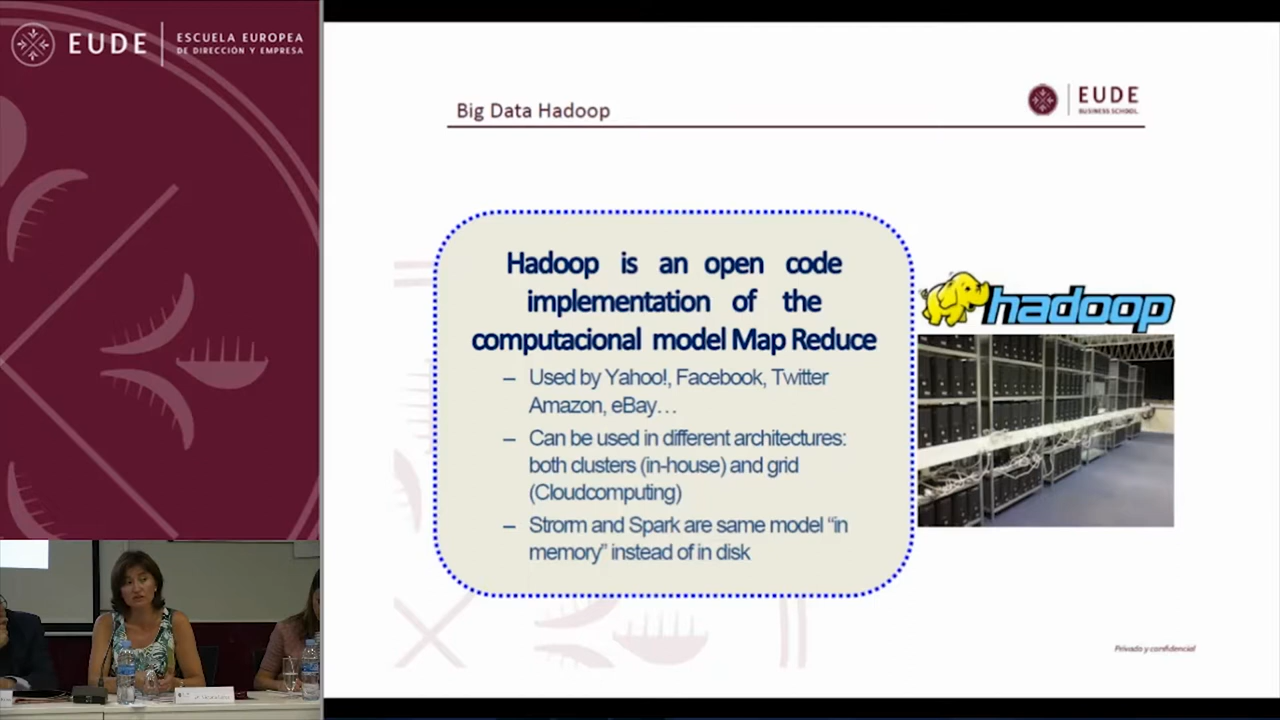 EUDE
ESCUELA EUROPEA
DE DIRECCIÓN Y EMPRESA
Big Data Hadoop
EUDE
BUSINESS SCHOOL
Hadoop is an open code
implementation of the
computacional model Map Reduce
– Used by Yahoo!, Facebook, Twitter
Amazon, eBay…
– Can be used in different architectures:
both clusters (in-house) and grid
(Cloudcomputing)
– Strorm and Spark are same model “in
memory” instead of in disk
hadoop
Privado y confidencial